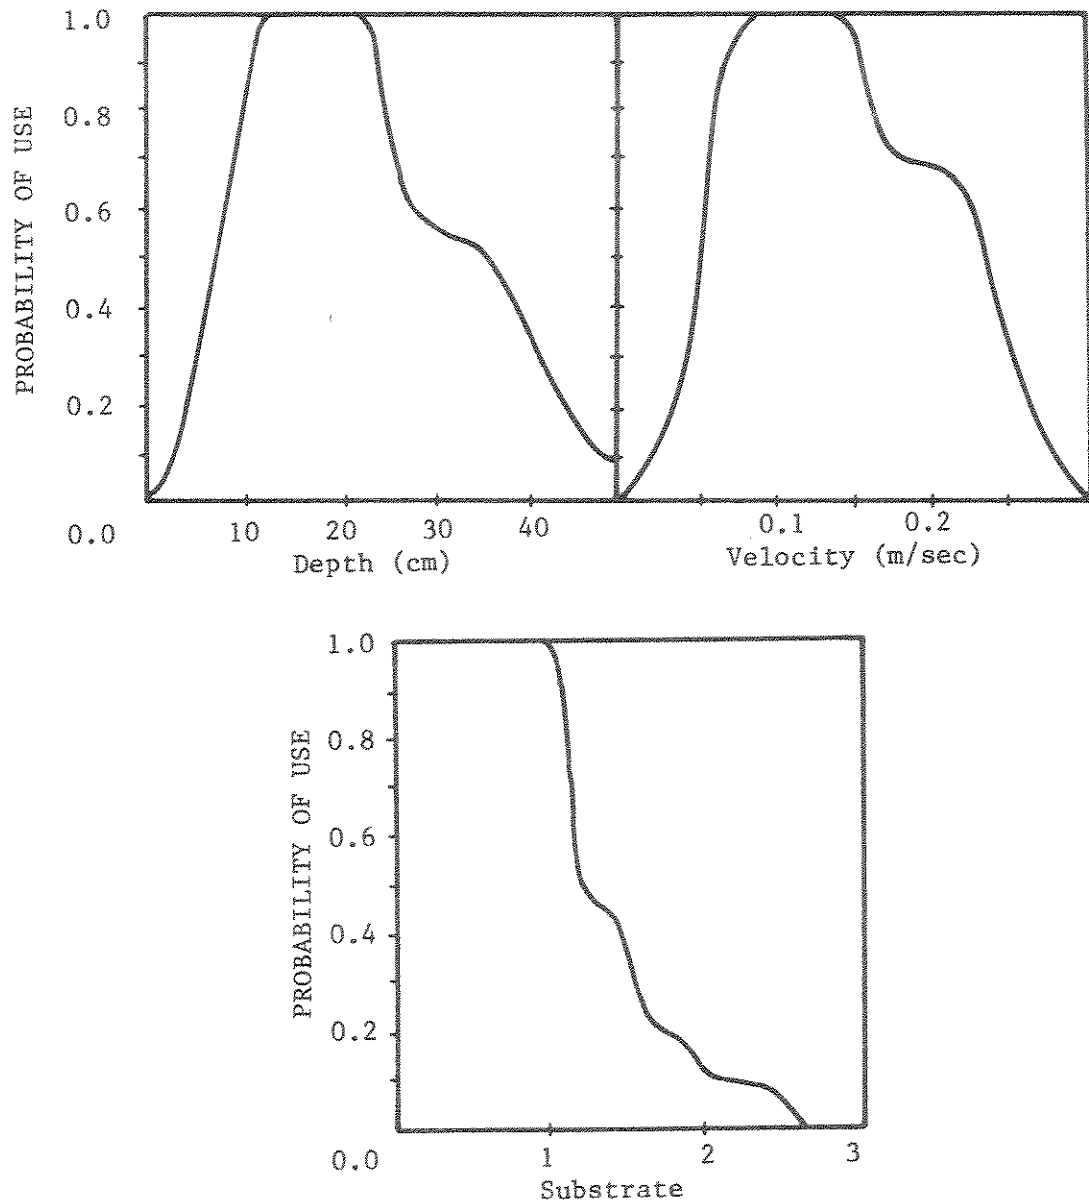 1.0
0.8
0.6
0.4
0.2
0.0
PROBABILITY OF USE
10 20 30 40
Depth (cm)
0.1 0.2
Velocity (m/sec)
1.0
0.8
0.6
0.4
0.2
0.0
PROBABILITY OF USE
1 2 3
Substrate